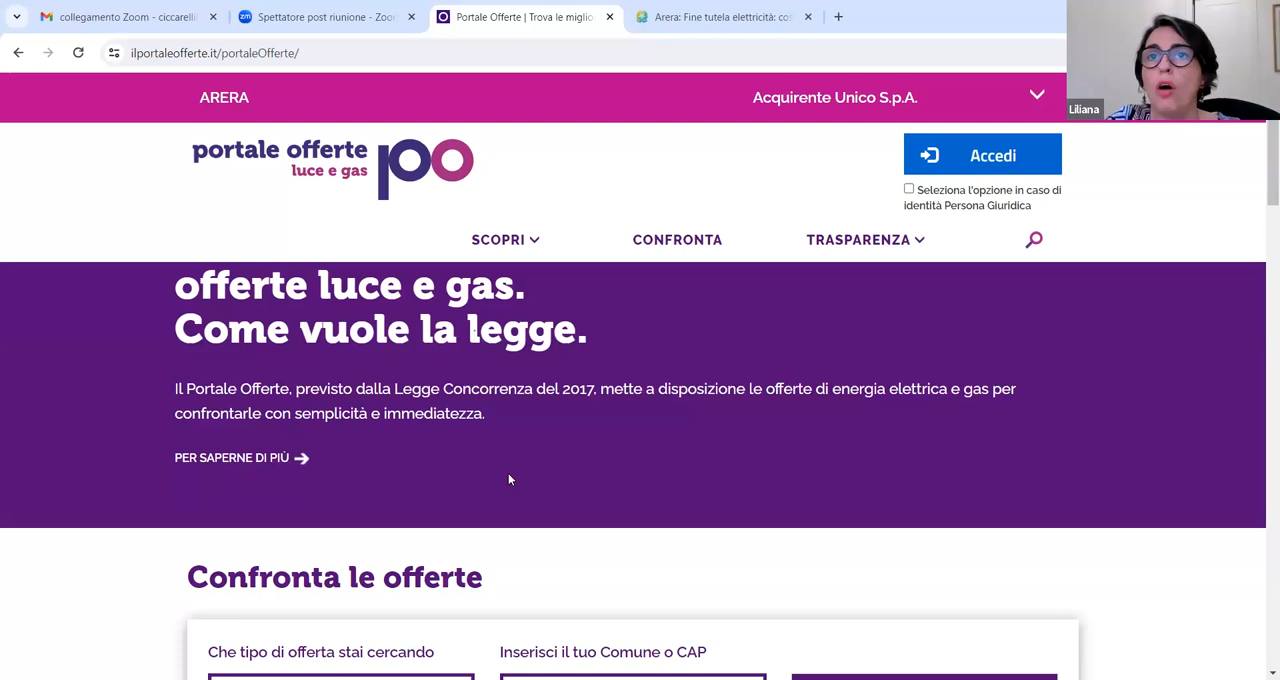 collegamento Zoom - ciccarelli
Spettatore post riunione - Zoo
Portale Offerte | Trova le miglio
Arera: Fine tutela elettricità: co
ilportaleofferte.it/portaleOfferte/
Liliana
ARERA
Acquirente Unico S.p.A.
portale offerte
luce e gas
po
Accedi
Seleziona l'opzione in caso di
identità Persona Giuridica
SCOPRI
CONFRONTA
TRASPARENZA
offerte luce e gas.
Come vuole la legge.
Il Portale Offerte, previsto dalla Legge Concorrenza del 2017, mette a disposizione le offerte di energia elettrica e gas per
confrontarle con semplicità e immediatezza.
PER SAPERNE DI PIÙ
Confronta le offerte
Che tipo di offerta stai cercando
Inserisci il tuo Comune o CAP